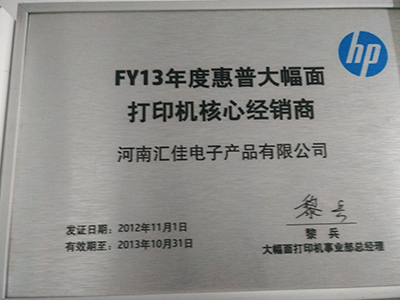 hp
FY13年度惠普大幅面
打印机核心经销商
河南汇佳电子产品有限公司
黎兵
发证日期：2012年11月1日
黎 兵
有效期至：2013年10月31日
大幅面打印机事业部总经理